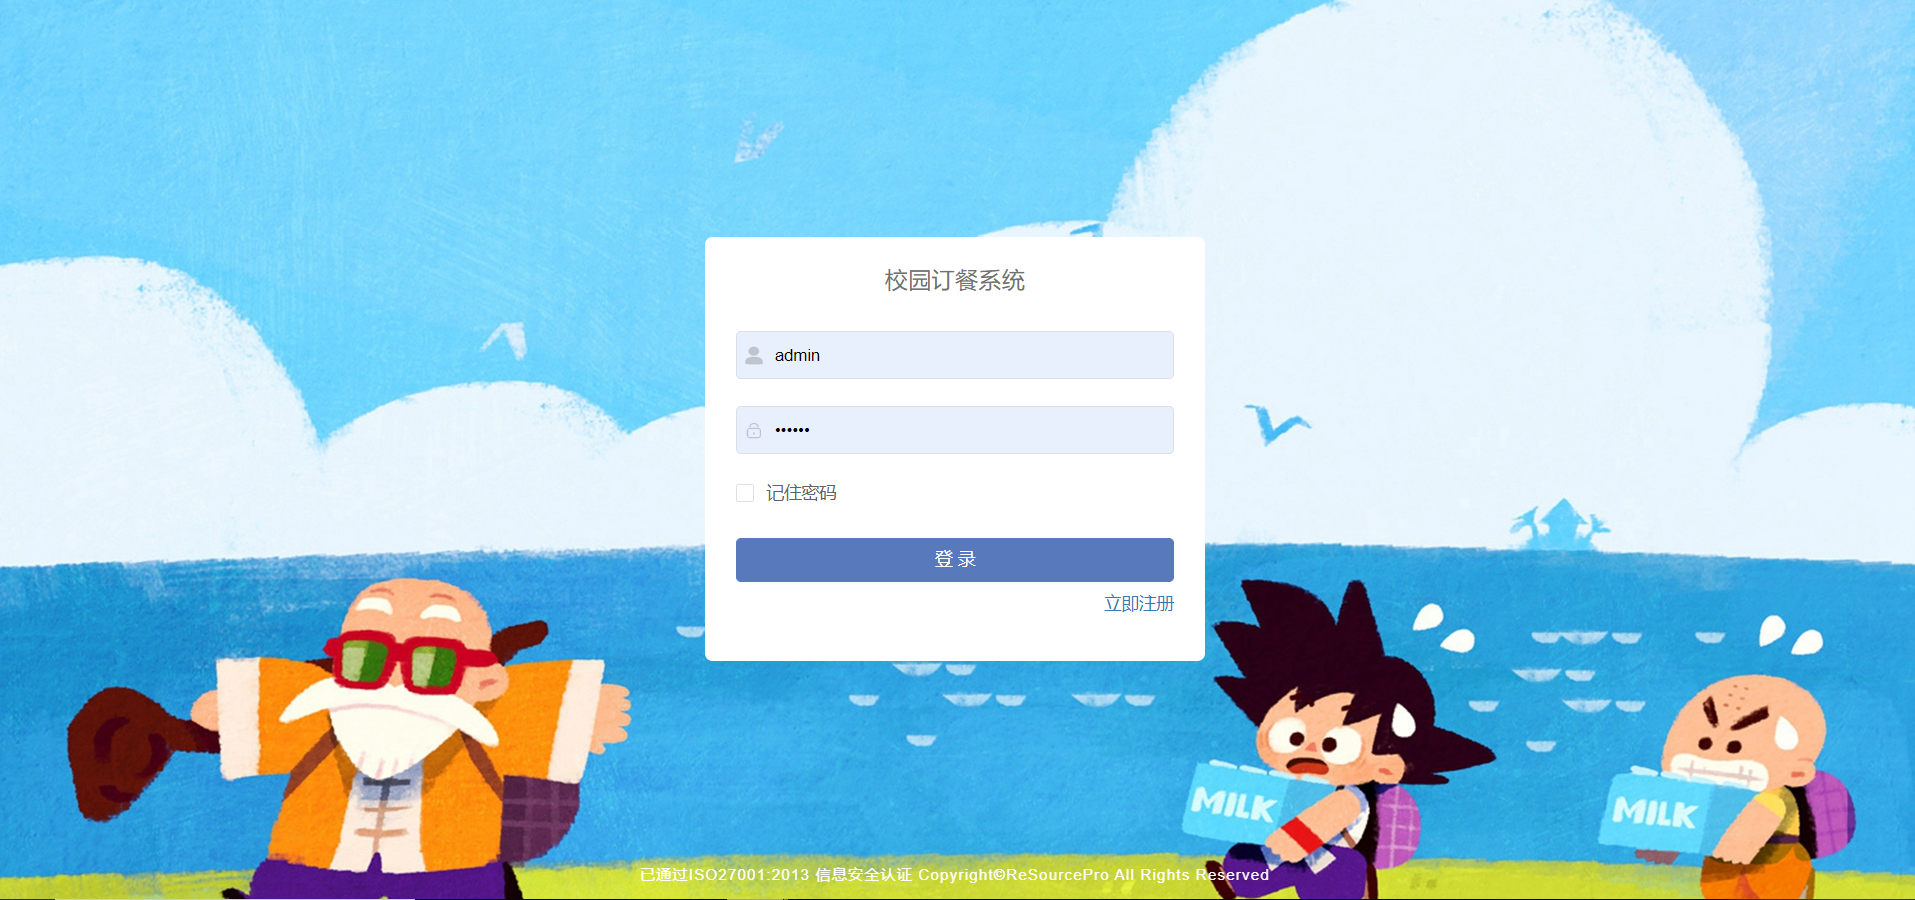 校园订餐系统
admin
••••••
记住密码
登 录
立即注册
MILK
MILK
已通过ISO27001:2013 信息安全认证 Copyright©ReSourcePro All Rights Reserved